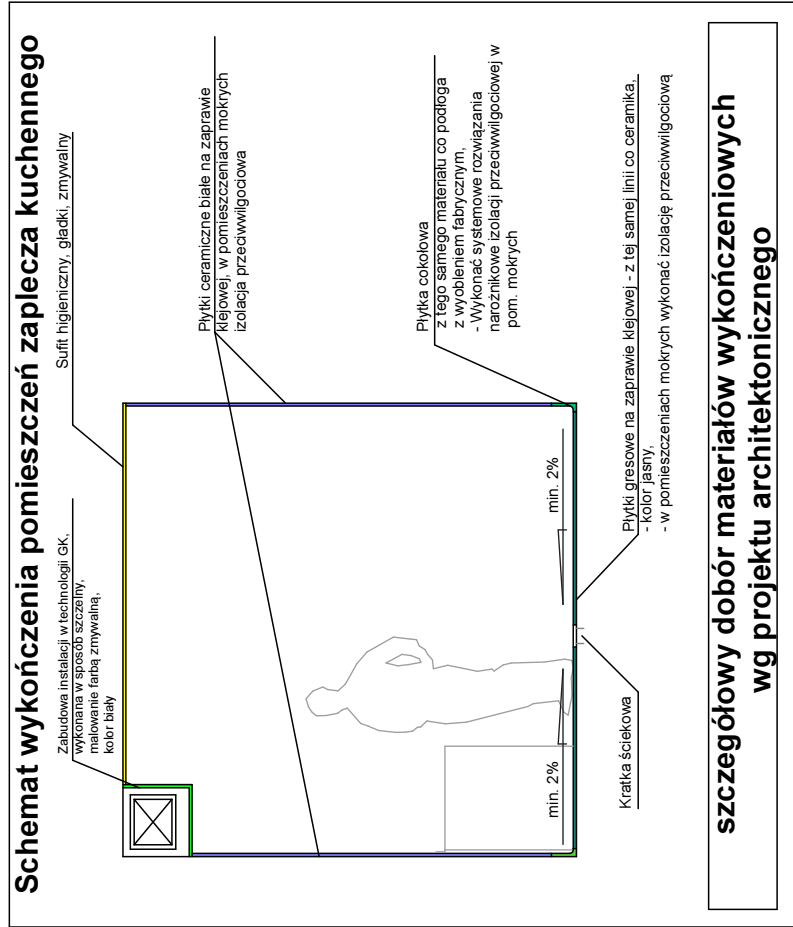 Schemat wykończenia pomieszczeń zaplecza kuchennego
Zabudowa instalacji w technologii GK,
wykonana w sposób szczelny,
malowanie farbą zmywalną,
kolor biały
Sufit higieniczny, gładki, zmywalny
Płytki ceramiczne białe na zaprawie
klejowej, w pomieszczeniach mokrych
izolacja przeciwwilgociowa
Płytka cokołowa
z tego samego materiału co podłoga
z wyobleniem fabrycznym,
- Wykonać systemowe rozwiązania
narożnikowe izolacji przeciwwilgociowej w
pom. mokrych
min. 2%
min. 2%
Kratka ściekowa
Płytki gresowe na zaprawie klejowej - z tej samej linii co ceramika,
- kolor jasny,
- w pomieszczeniach mokrych wykonać izolację przeciwwilgociową
szczegółowy dobór materiałów wykończeniowych
wg projektu architektonicznego